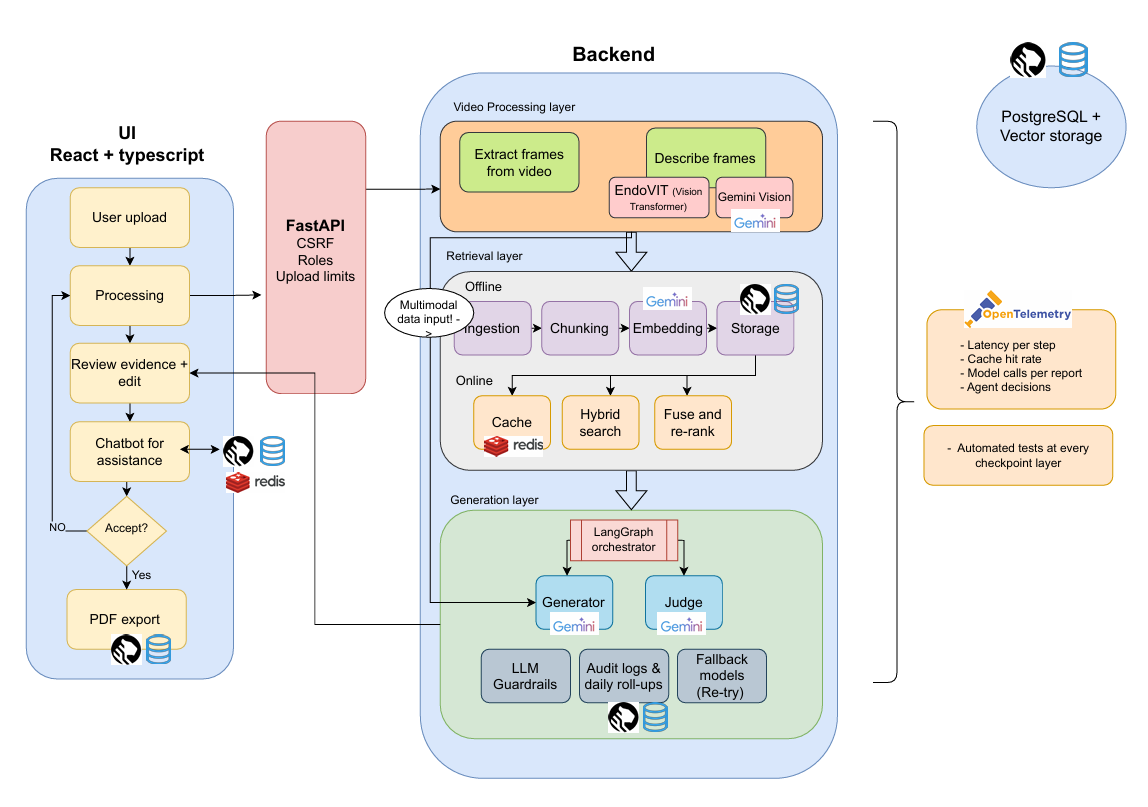 Backend
UI
React + typescript
User upload
Processing
Review evidence +
edit
Chatbot for
assistance
redis
Accept?
NO
Yes
PDF export
FastAPI
CSRF
Roles
Upload limits
Video Processing layer
Extract frames
from video
Describe frames
EndoVIT (Vision
Transformer)
Gemini Vision
Gemini
Retrieval layer
Offline
Multimodal
data input! -
>
Ingestion
Chunking
Gemini
Embedding
Storage
Online
Cache
redis
Hybrid
search
Fuse and
re-rank
Generation layer
LangGraph
orchestrator
Generator
Gemini
Judge
Gemini
LLM
Guardrails
Audit logs &
daily roll-ups
Fallback
models
(Re-try)
PostgreSQL +
Vector storage
OpenTelemetry
- Latency per step
- Cache hit rate
- Model calls per report
- Agent decisions
- Automated tests at every
checkpoint layer